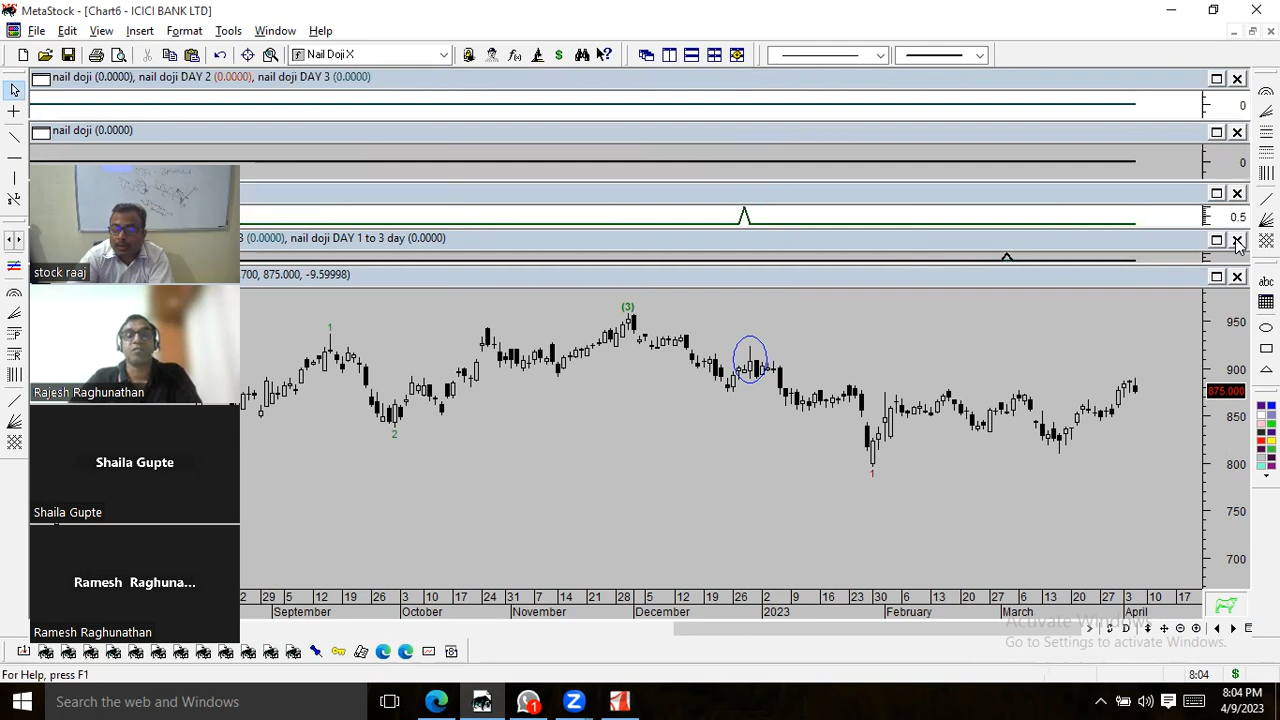 MetaStock - [Chart6 - ICICI BANK LTD]
File Edit View Insert Format Tools Window Help
Nail Doji X
nail doji (0.0000), nail doji DAY 2 (0.0000), nail doji DAY 3 (0.0000)
0
nail doji (0.0000)
0
0.5
3 (0.0000), nail doji DAY 1 to 3 day (0.0000)
700, 875.000, -9.59998)
stock raaj
Rajesh Raghunathan
Shaila Gupte
Shaila Gupte
Ramesh Raghuna...
Ramesh Raghunathan
1
2
(3)
1
950
900
875.000
850
800
750
700
2 29 5 12 19 26 3 10 17 24 31 7 14 21 28 5 12 19 26 2 9 16 23 30 6 13 20 27 6 13 20 27 3 10 17
September October November December 2023 February March April
abc
D
Activate Windows
Go to Settings to activate Windows.
For Help, press F1
8:04
Search the web and Windows
1
8:04 PM
4/9/2023